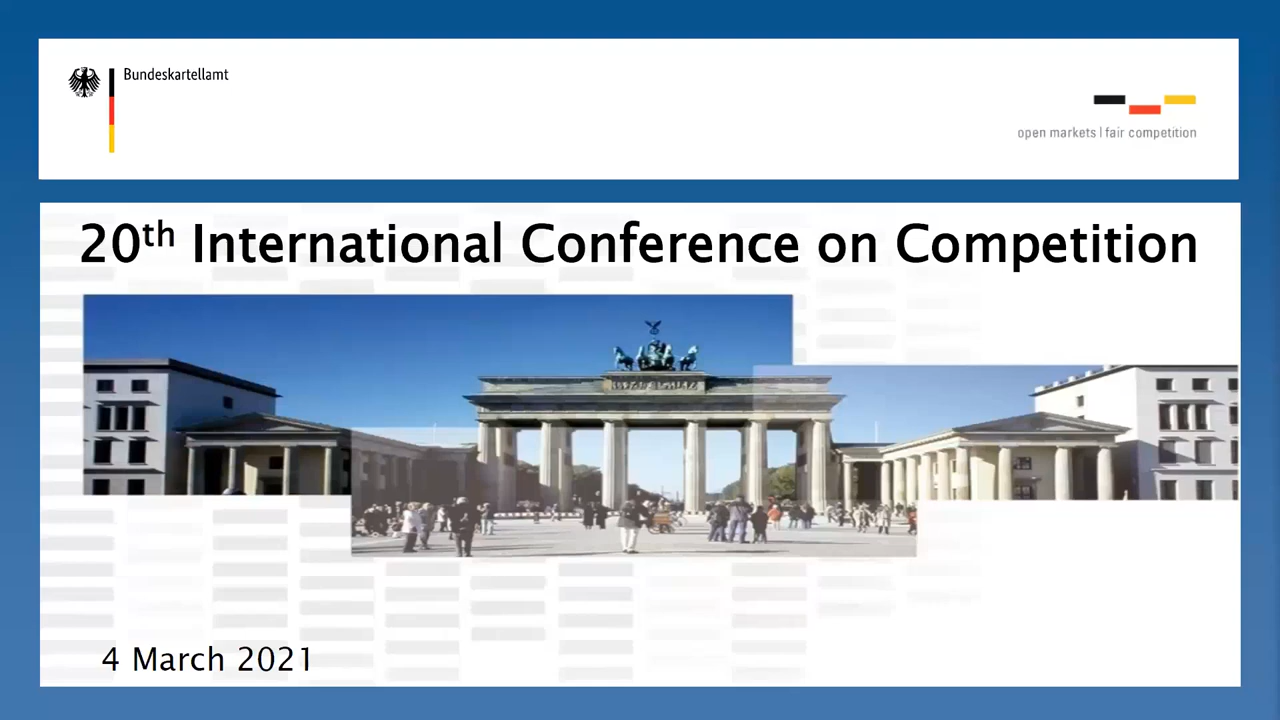 Bundeskartellamt
open markets | fair competition
20th International Conference on Competition
4 March 2021